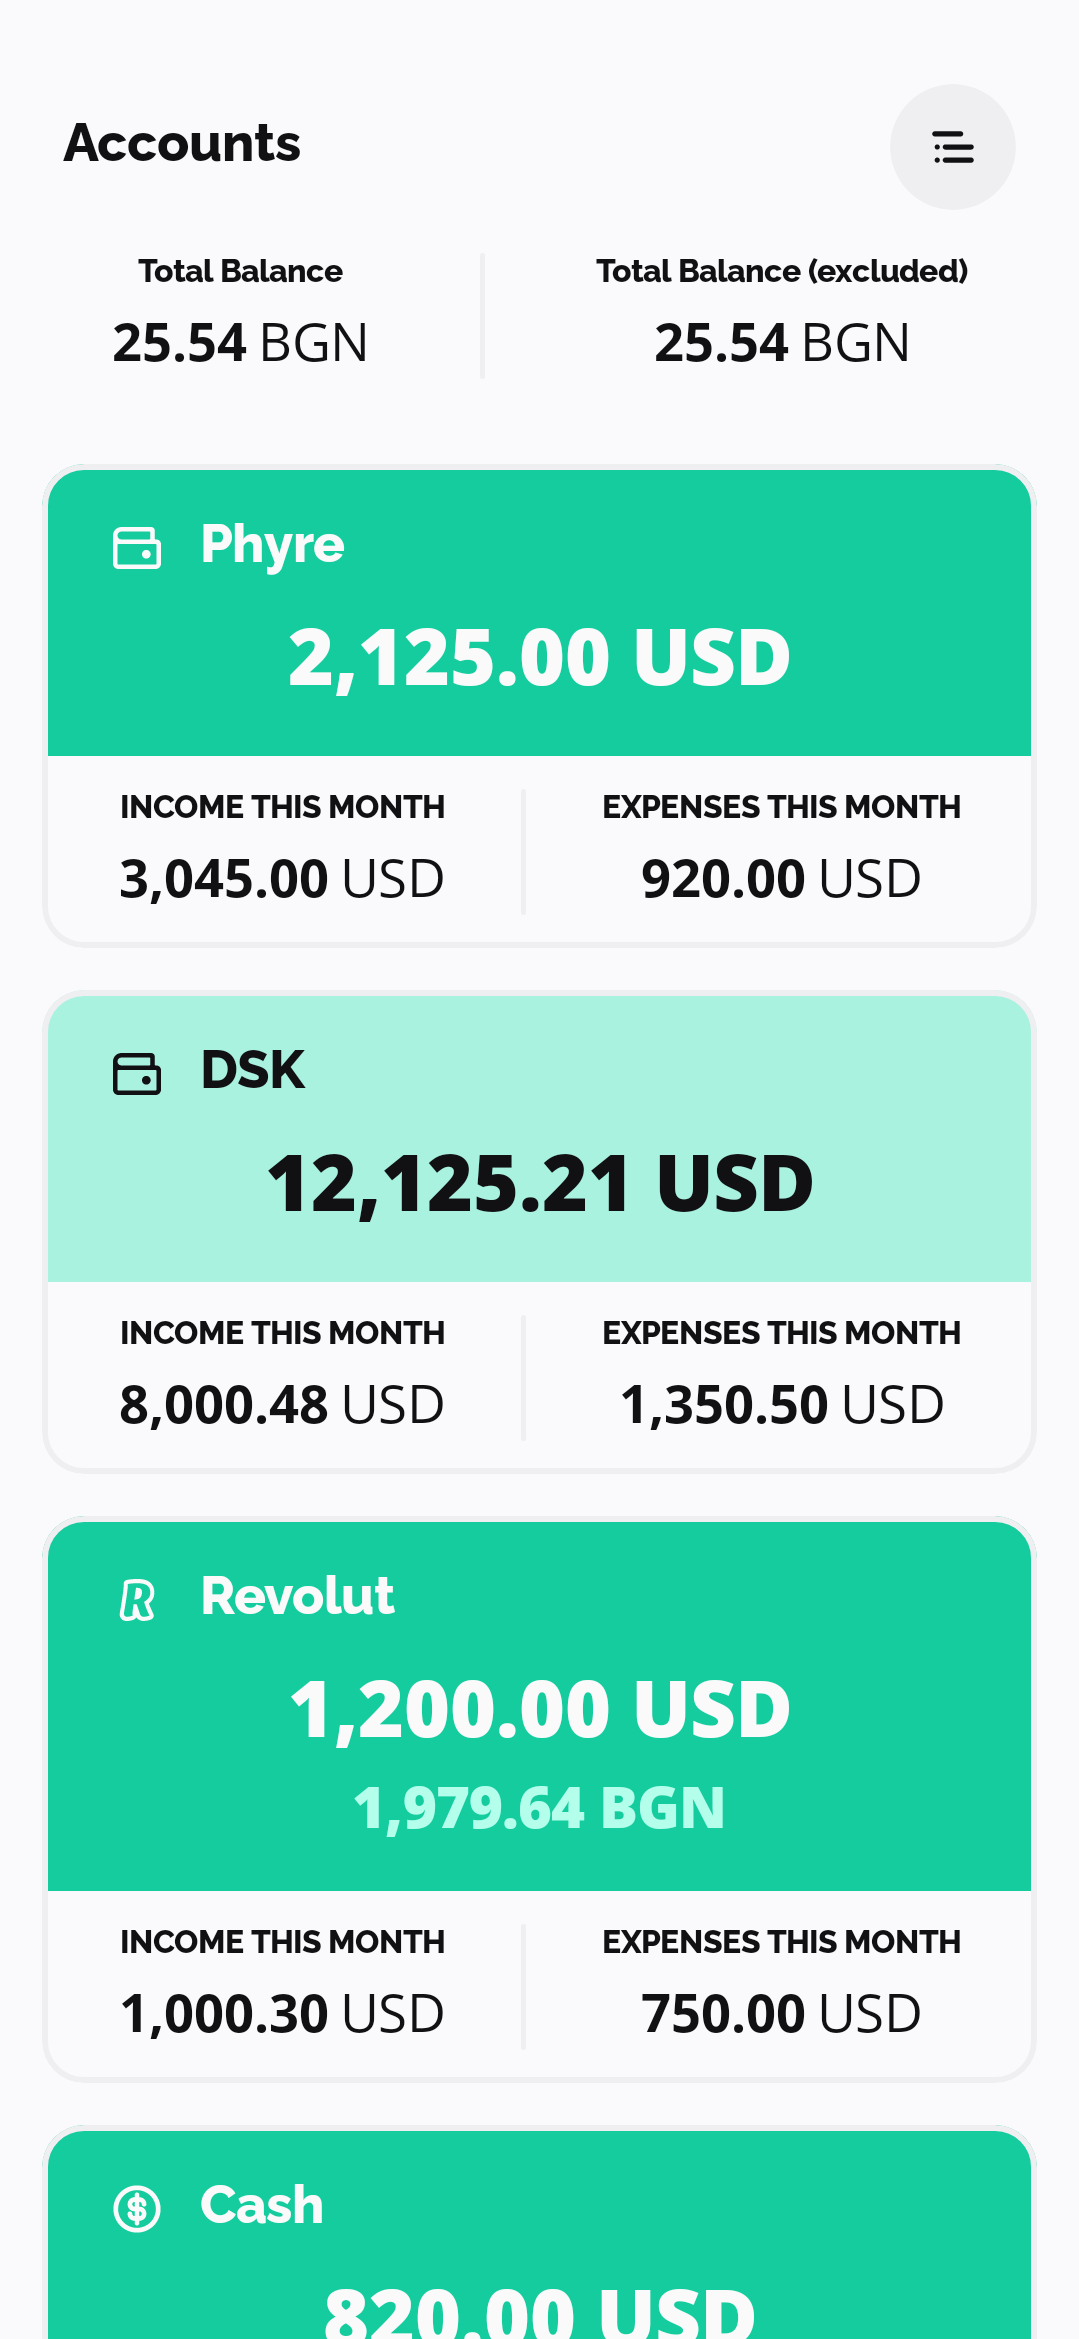 Accounts
Total Balance
25.54 BGN
Total Balance (excluded)
25.54 BGN
Phyre
2,125.00 USD
INCOME THIS MONTH
3,045.00 USD
EXPENSES THIS MONTH
920.00 USD
DSK
12,125.21 USD
INCOME THIS MONTH
8,000.48 USD
EXPENSES THIS MONTH
1,350.50 USD
Revolut
1,200.00 USD
1,979.64 BGN
INCOME THIS MONTH
1,000.30 USD
EXPENSES THIS MONTH
750.00 USD
Cash
820.00 USD